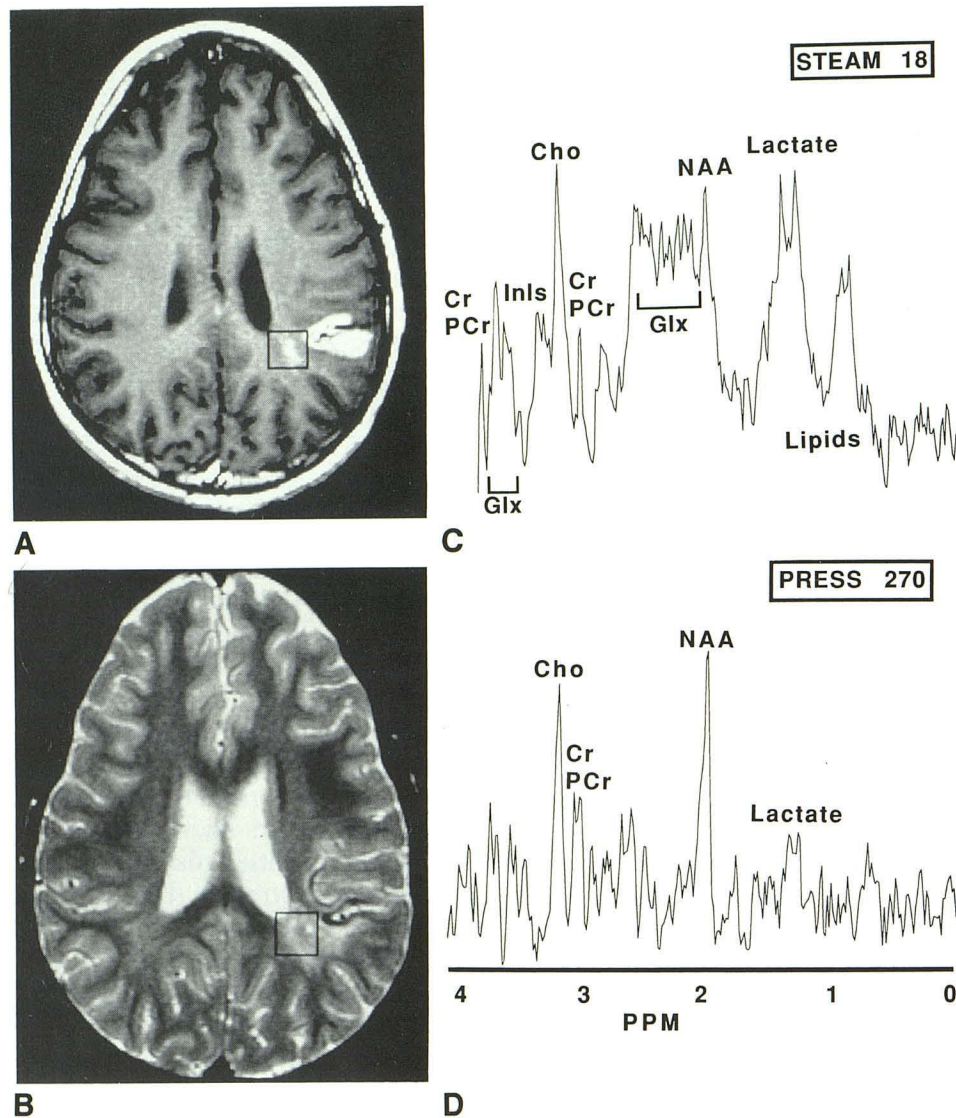 STEAM 18
Cho
NAA
Lactate
Cr
PCr
InIs
Cr
PCr
Glx
Lipids
Glx
A
C
PRESS 270
NAA
Cho
Cr
PCr
Lactate
4 3 2 1 0
PPM
B
D